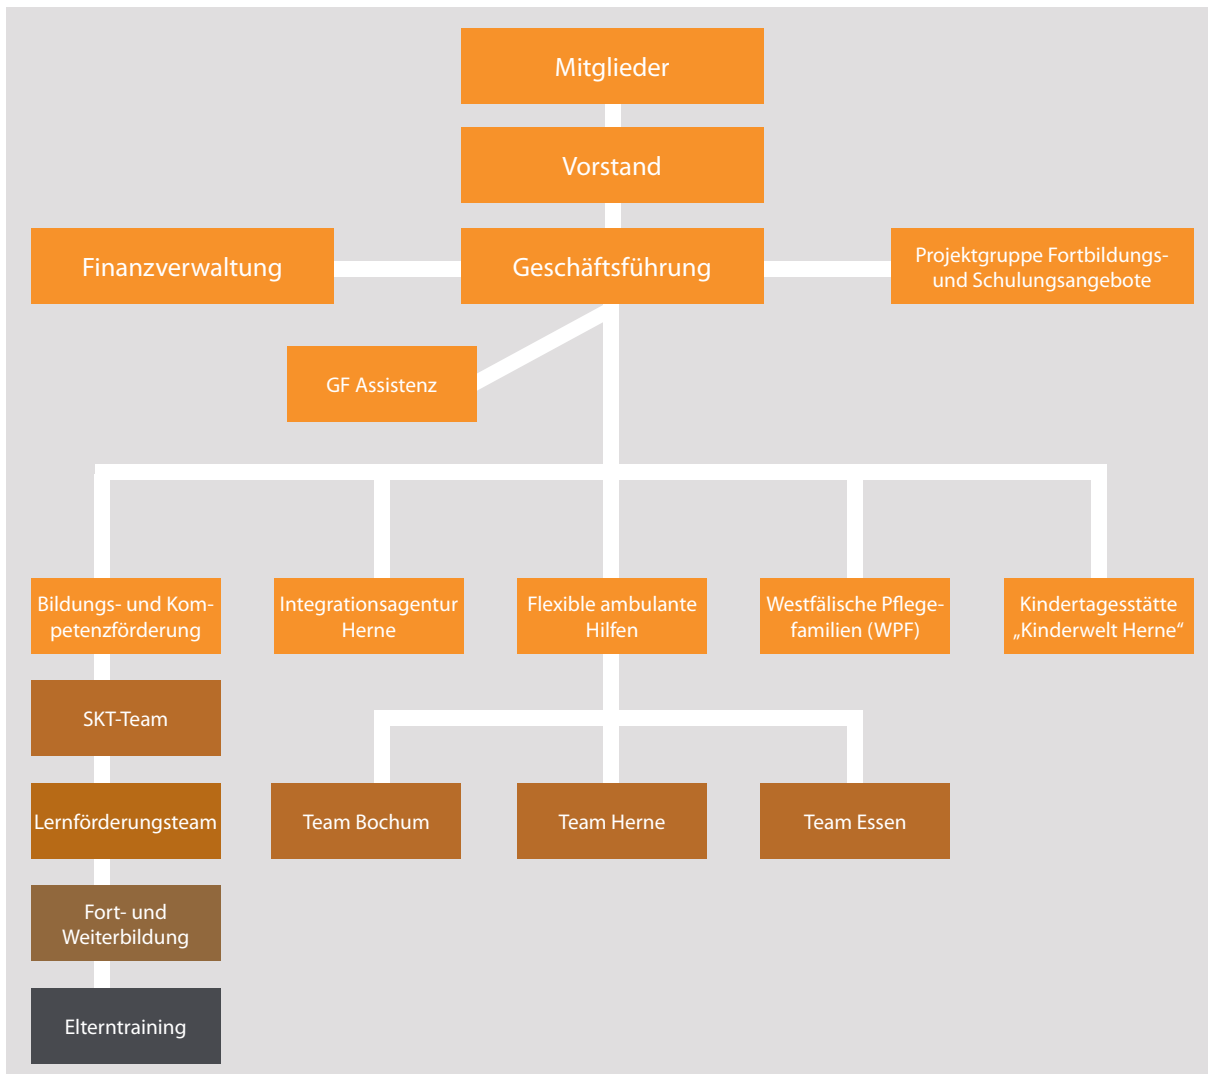 Mitglieder
Vorstand
Finanzverwaltung
Geschäftsführung
Projektgruppe Fortbildungs-
und Schulungsangebote
GF Assistenz
Bildungs- und Kom-
petenzförderung
Integrationsagentur
Herne
Flexible ambulante
Hilfen
Westfälische Pflege-
familien (WPF)
Kindertagesstätte
„Kinderwelt Herne“
SKT-Team
Lernförderungsteam
Team Bochum
Team Herne
Team Essen
Fort- und
Weiterbildung
Elterntraining